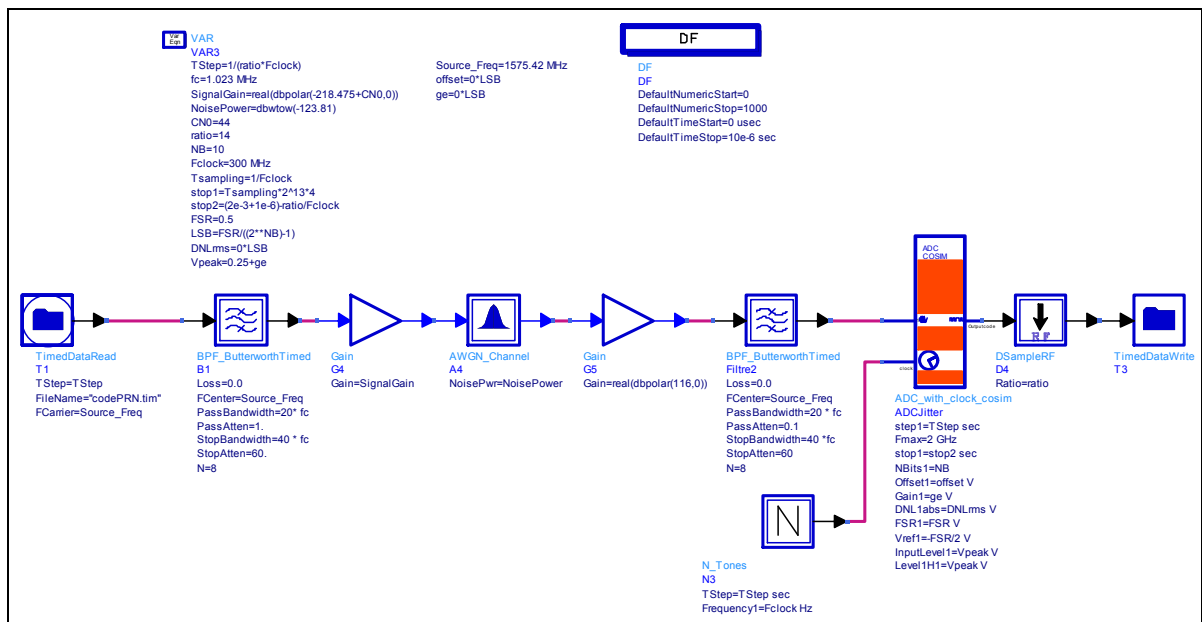 Var
Eqn
VAR
VAR3
TStep=1/(ratio*Fclock)
fc=1.023 MHz
SignalGain=real(dbpolar(-218.475+CN0,0))
NoisePower=dbwtow(-123.81)
CN0=44
ratio=14
NB=10
Fclock=300 MHz
Tsampling=1/Fclock
stop1=Tsampling*2^13*4
stop2=(2e-3+1e-6)-ratio/Fclock
FSR=0.5
LSB=FSR/((2**NB)-1)
DNLrms=0*LSB
Vpeak=0.25+ge
Source_Freq=1575.42 MHz
offset=0*LSB
ge=0*LSB
DF
DF
DF
DefaultNumericStart=0
DefaultNumericStop=1000
DefaultTimeStart=0 usec
DefaultTimeStop=10e-6 sec
TimedDataRead
T1
TStep=TStep
FileName="codePRN.tim"
FCarrier=Source_Freq
BPF_ButterworthTimed
B1
Loss=0.0
FCenter=Source_Freq
PassBandwidth=20* fc
PassAtten=1.
StopBandwidth=40 * fc
StopAtten=60.
N=8
Gain
G4
Gain=SignalGain
AWGN_Channel
A4
NoisePwr=NoisePower
Gain
G5
Gain=real(dbpolar(116,0))
BPF_ButterworthTimed
Filtre2
Loss=0.0
FCenter=Source_Freq
PassBandwidth=20 * fc
PassAtten=0.1
StopBandwidth=40 *fc
StopAtten=60
N=8
N
N_Tones
N3
TStep=TStep sec
Frequency1=Fclock Hz
ADC
COSIM
Outputcode
clock
ADC_with_clock_cosim
ADCJitter
step1=TStep sec
Fmax=2 GHz
stop1=stop2 sec
NBits1=NB
Offset1=offset V
Gain1=ge V
DNL1abs=DNLrms V
FSR1=FSR V
Vref1=-FSR/2 V
InputLevel1=Vpeak V
Level1H1=Vpeak V
RF
DSampleRF
D4
Ratio=ratio
TimedDataWrite
T3